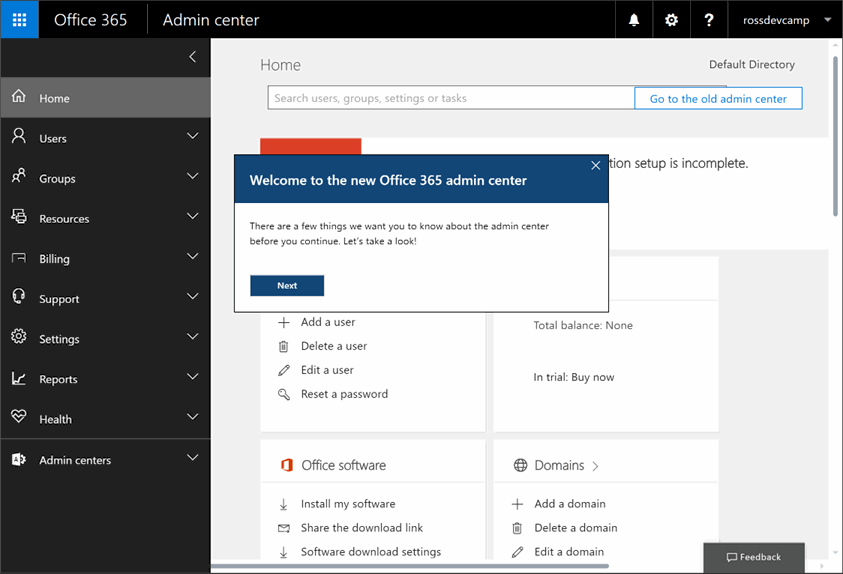 Office 365
Admin center
?
rossdevcamp
Home
Users
Groups
Resources
Billing
Support
Settings
Reports
Health
Admin centers
Home
Default Directory
Search users, groups, settings or tasks
Go to the old admin center
tion setup is incomplete.
Welcome to the new Office 365 admin center
There are a few things we want you to know about the admin center
before you continue. Let's take a look!
Next
Add a user
Delete a user
Edit a user
Reset a password
Total balance: None
In trial: Buy now
Office software
Install my software
Share the download link
Software download settings
Domains
Add a domain
Delete a domain
Edit a domain
Feedback